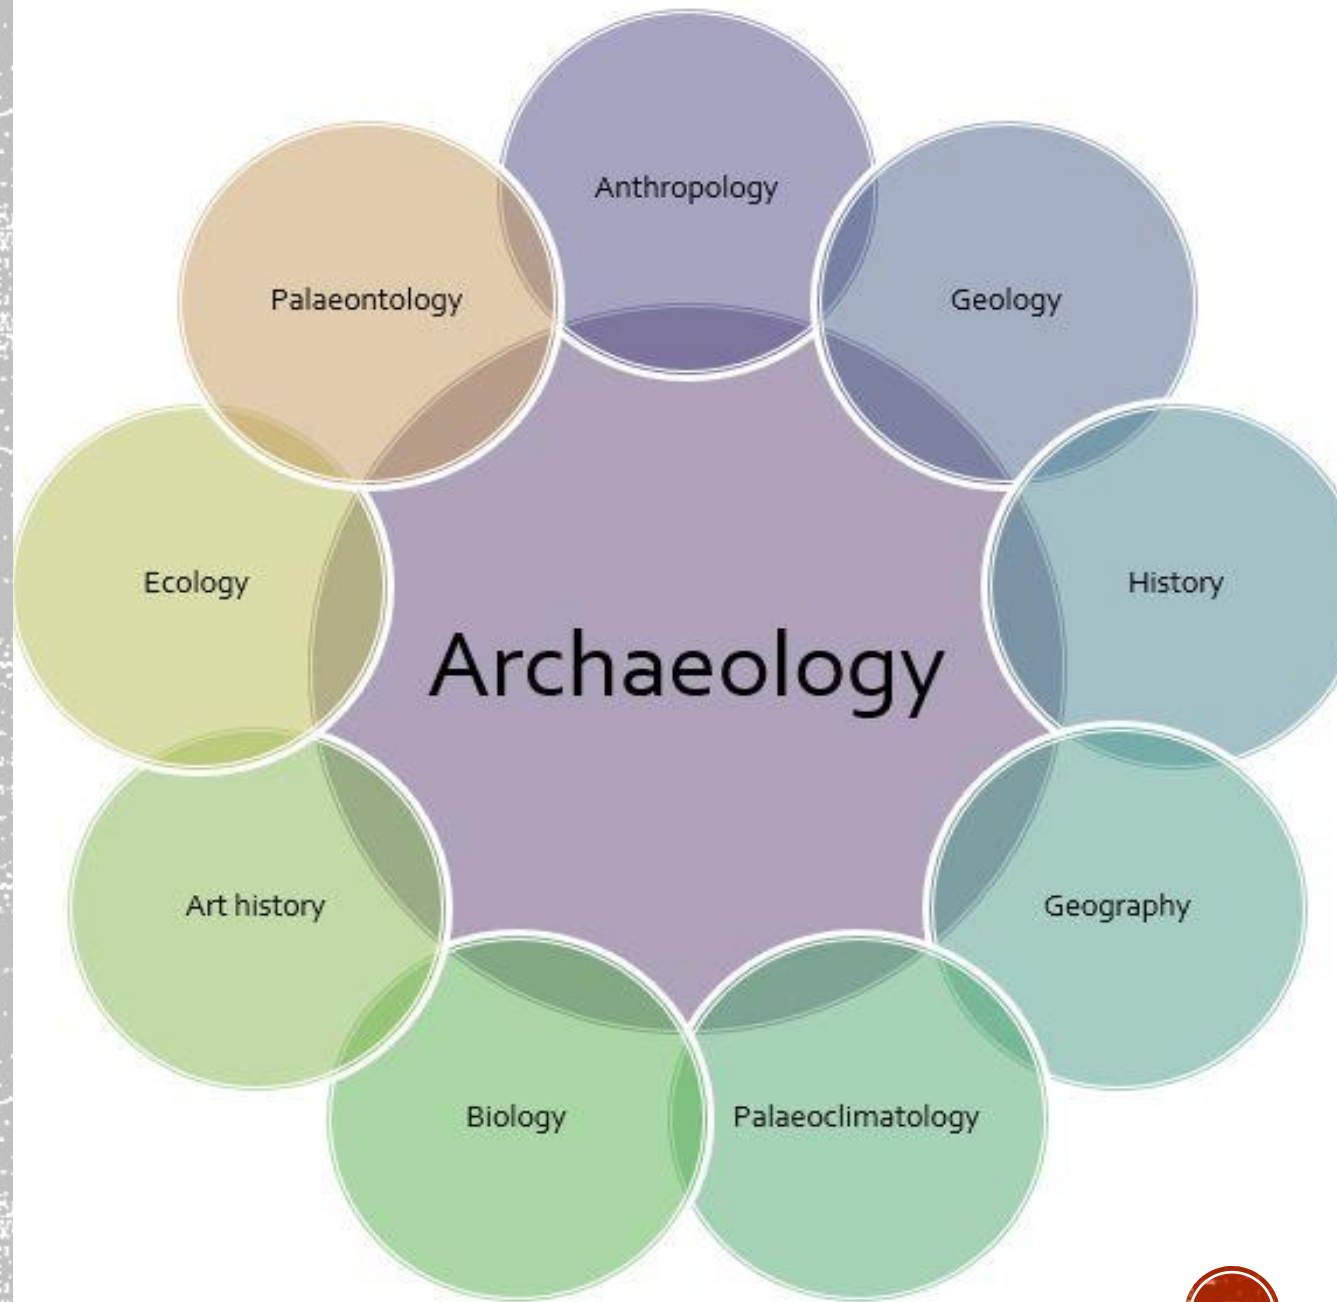 Anthropology
Palaeontology
Geology
Ecology
History
Archaeology
Art history
Geography
Biology
Palaeoclimatology